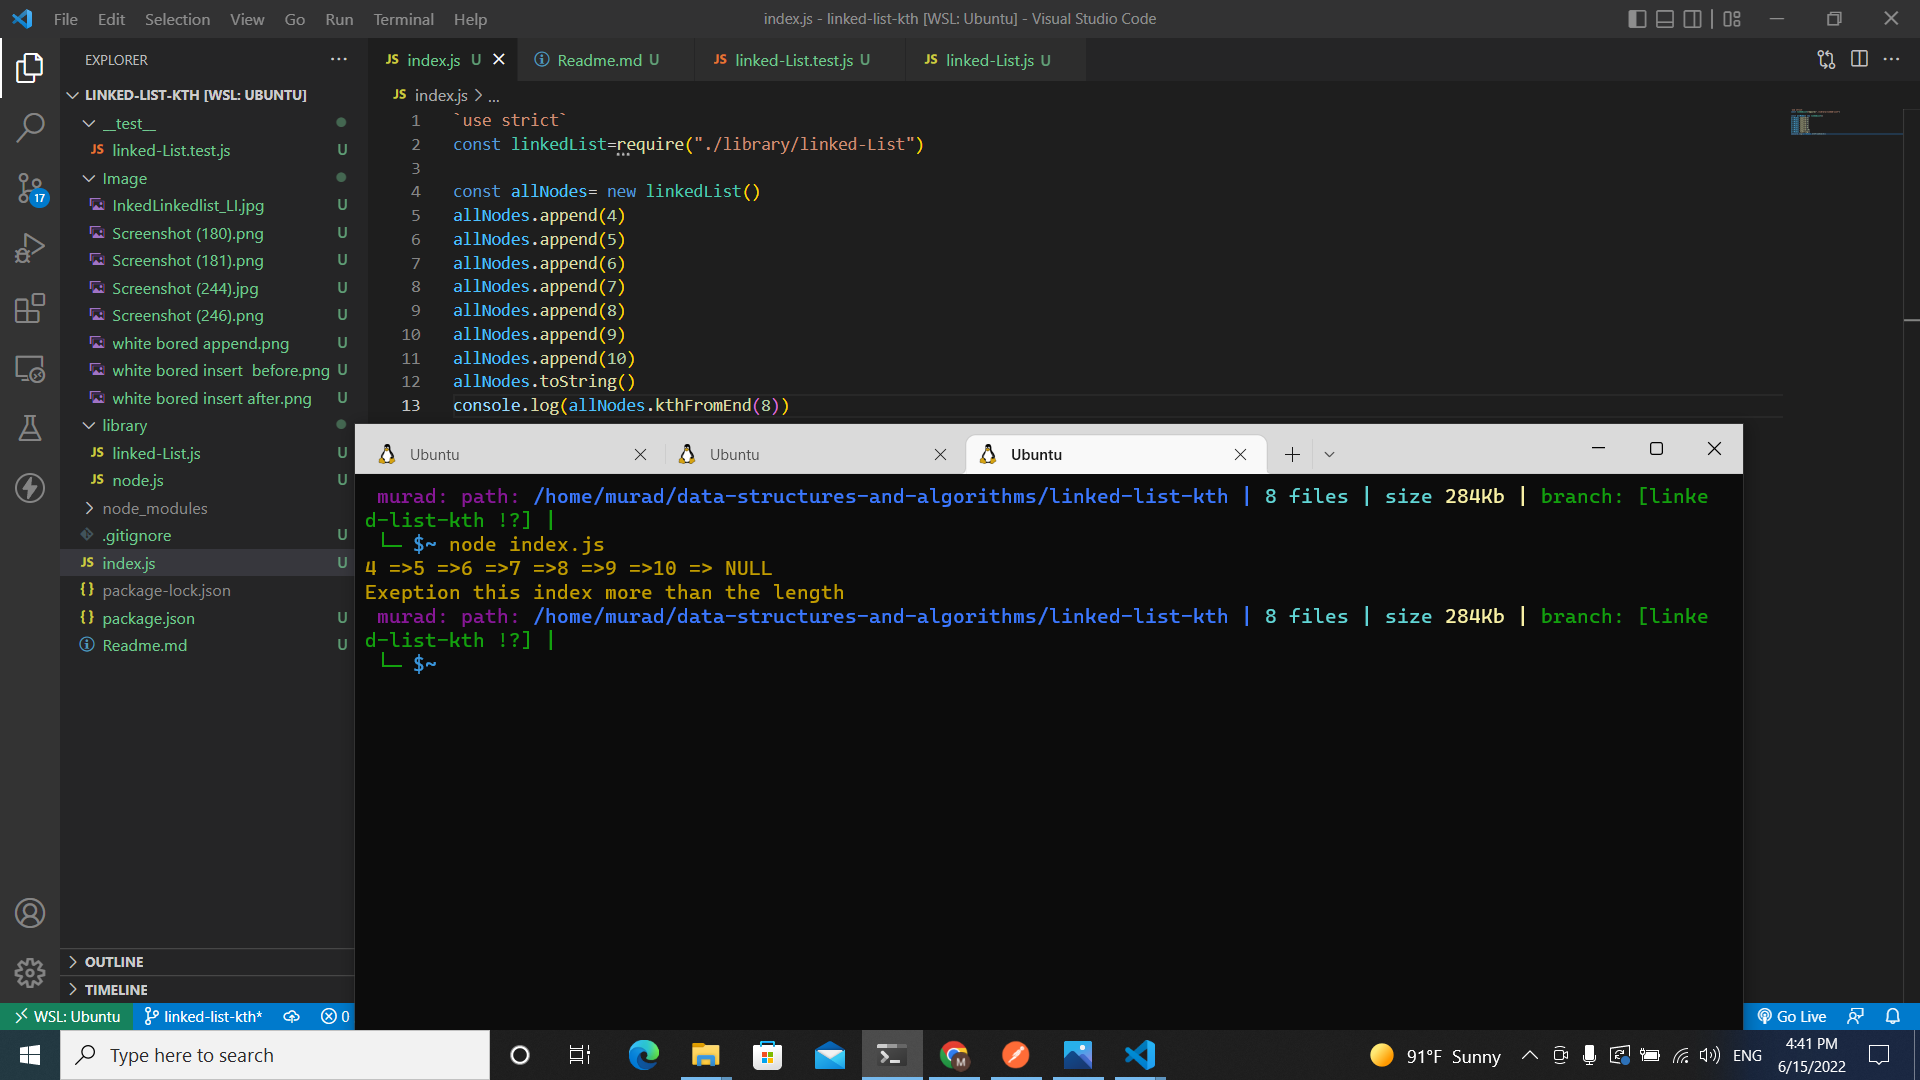 File Edit Selection View Go Run Terminal Help
index.js - linked-list-kth [WSL: Ubuntu] - Visual Studio Code
EXPLORER
LINKED-LIST-KTH [WSL: UBUNTU]
__test__
JS linked-List.test.js U
Image
InkedLinkedlist_LI.jpg U
Screenshot (180).png U
Screenshot (181).png U
Screenshot (244).jpg U
Screenshot (246).png U
white bored append.png U
white bored insert  before.png U
white bored insert after.png U
library
JS linked-List.js U
JS node.js U
node_modules
.gitignore U
JS index.js U
{} package-lock.json
{} package.json U
Readme.md U
OUTLINE
TIMELINE
17
JS index.js U
Readme.md U
JS linked-List.test.js U
JS linked-List.js U
JS index.js > ...
1 `use strict`
2 const linkedList=require("./library/linked-List")
3
4 const allNodes= new linkedList()
5 allNodes.append(4)
6 allNodes.append(5)
7 allNodes.append(6)
8 allNodes.append(7)
9 allNodes.append(8)
10 allNodes.append(9)
11 allNodes.append(10)
12 allNodes.toString()
13 console.log(allNodes.kthFromEnd(8))
Ubuntu
Ubuntu
Ubuntu
murad: path: /home/murad/data-structures-and-algorithms/linked-list-kth | 8 files | size 284Kb | branch: [linke
d-list-kth !?] |
└─ $~ node index.js
4 =>5 =>6 =>7 =>8 =>9 =>10 => NULL
Exeption this index more than the length
murad: path: /home/murad/data-structures-and-algorithms/linked-list-kth | 8 files | size 284Kb | branch: [linke
d-list-kth !?] |
└─ $~
WSL: Ubuntu
linked-list-kth*
0
Go Live
Type here to search
M
91°F Sunny
ENG
4:41 PM
6/15/2022